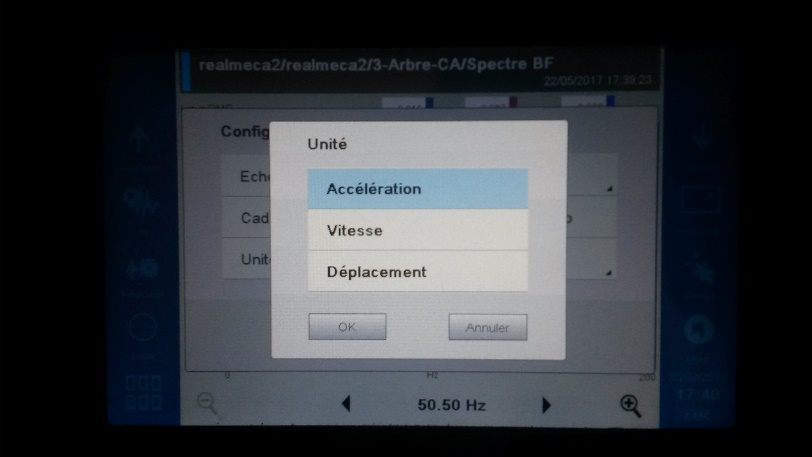 realmeca2/realmeca2/3-Arbre-CA/Spectre BF
22/05/2017 17:39:23
Config
Unité
Eche
Accélération
Cad
Vitesse
Unit
Déplacement
OK
Annuler
0
Hz
200
50.50 Hz
17:40